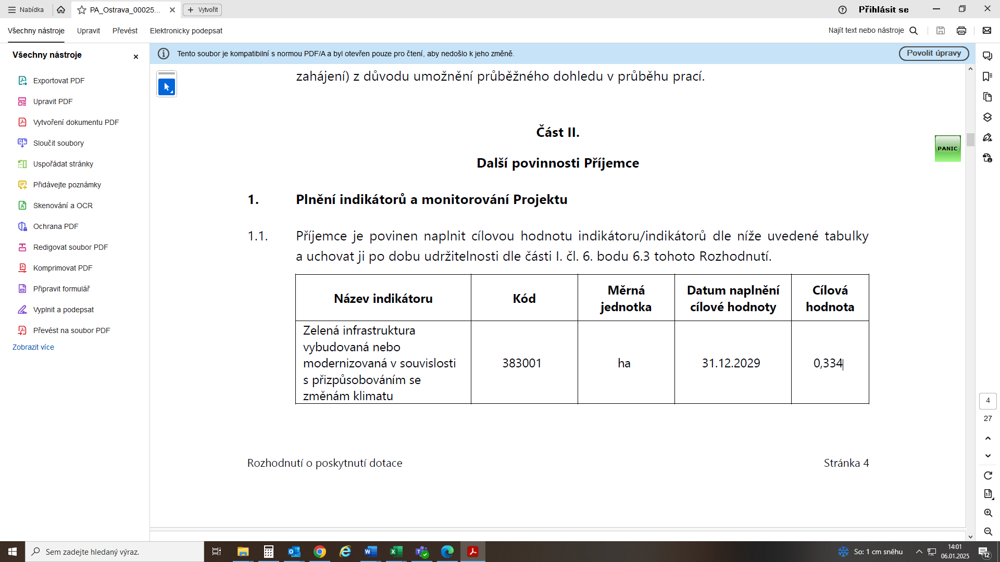 Nabídka
PA_Ostrava_00025...
Vytvořit
Přihlásit se
Všechny nástroje
Upravit
Převést
Elektronicky podepsat
Najít text nebo nástroje
Všechny nástroje
Tento soubor je kompatibilní s normou PDF/A a byl otevřen pouze pro čtení, aby nedošlo k jeho změně.
Povolit úpravy
Exportovat PDF
Upravit PDF
Vytvoření dokumentu PDF
Sloučit soubory
Uspořádat stránky
Přidávejte poznámky
Skenování a OCR
Ochrana PDF
Redigovat soubor PDF
Komprimovat PDF
Připravit formulář
Vyplnit a podepsat
Převést na soubor PDF
Zobrazit více
zahájení) z důvodu umožnění průběžného dohledu v průběhu prací.
Část II.
PANIC
Další povinnosti Příjemce
1. Plnění indikátorů a monitorování Projektu
1.1. Příjemce je povinen naplnit cílovou hodnotu indikátoru/indikátorů dle níže uvedené tabulky
a uchovat ji po dobu udržitelnosti dle části I. čl. 6. bodu 6.3 tohoto Rozhodnutí.
Název indikátoru
Kód
Měrná
jednotka
Datum naplnění
cílové hodnoty
Cílová
hodnota
Zelená infrastruktura
vybudovaná nebo
modernizovaná v souvislosti
s přizpůsobováním se
změnám klimatu
383001
ha
31.12.2029
0,334
Rozhodnutí o poskytnutí dotace
Stránka 4
4
27
Sem zadejte hledaný výraz.
So: 1 cm sněhu
14:01
06.01.2025
12